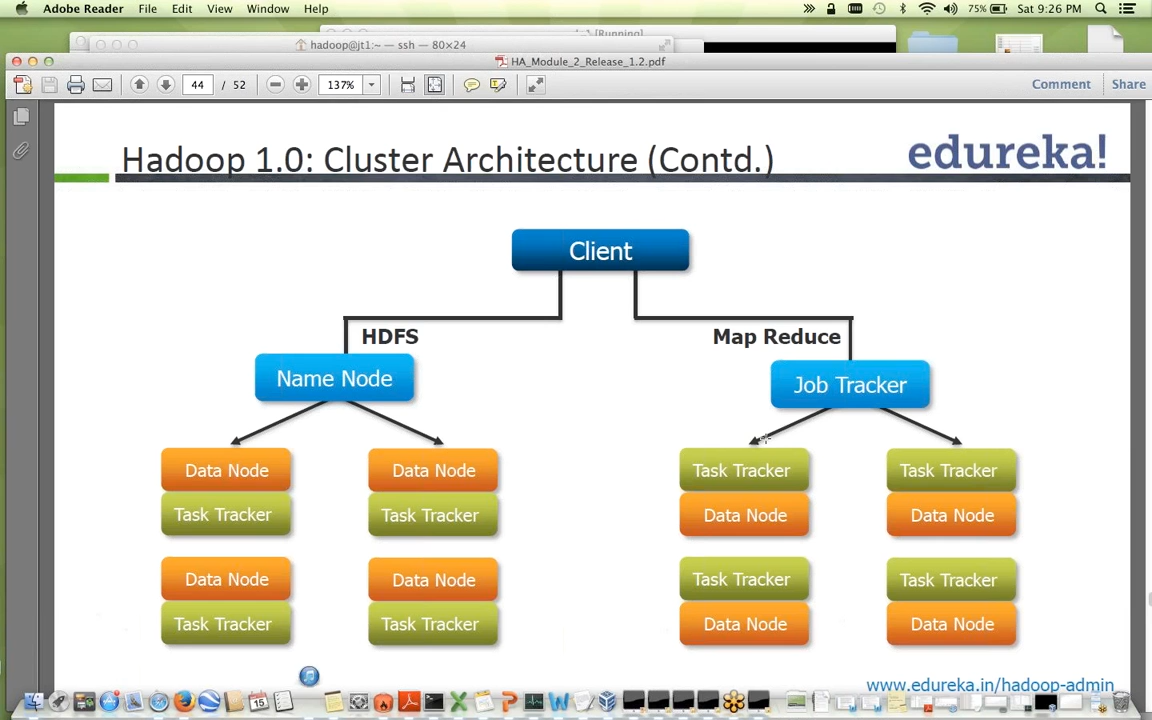 Adobe Reader File Edit View Window Help 75% Sat 9:26 PM
[Running]
hadoop@jt1:~ — ssh — 80×24
HA_Module_2_Release_1.2.pdf
44 / 52 137% Comment Share
Hadoop 1.0: Cluster Architecture (Contd.)
edureka!
Client
HDFS
Map Reduce
Name Node
Job Tracker
Data Node Data Node Task Tracker Task Tracker
Task Tracker Task Tracker Data Node Data Node
Data Node Data Node Task Tracker Task Tracker
Task Tracker Task Tracker Data Node Data Node
www.edureka.in/hadoop-admin
15